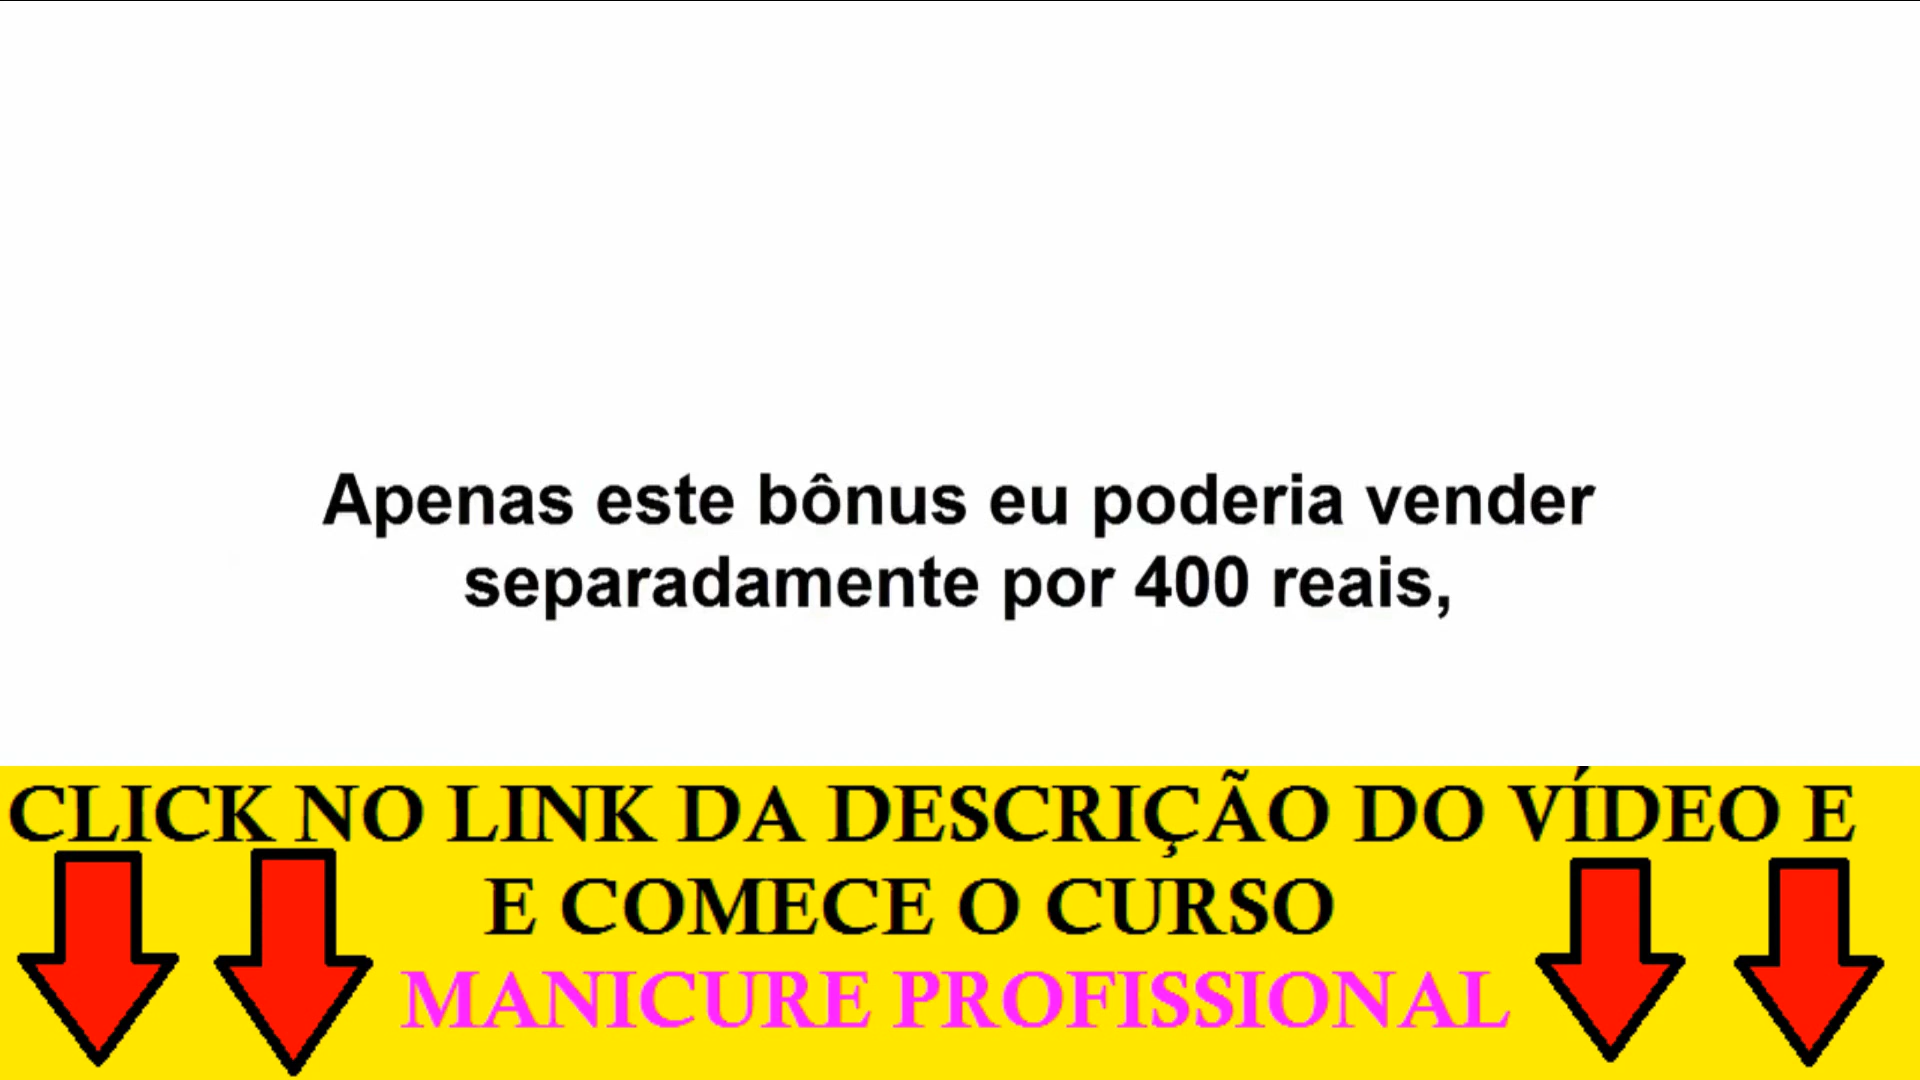 Apenas este bônus eu poderia vender
separadamente por 400 reais,
CLICK NO LINK DA DESCRIÇÃO DO VÍDEO E
E COMECE O CURSO
MANICURE PROFISSIONAL